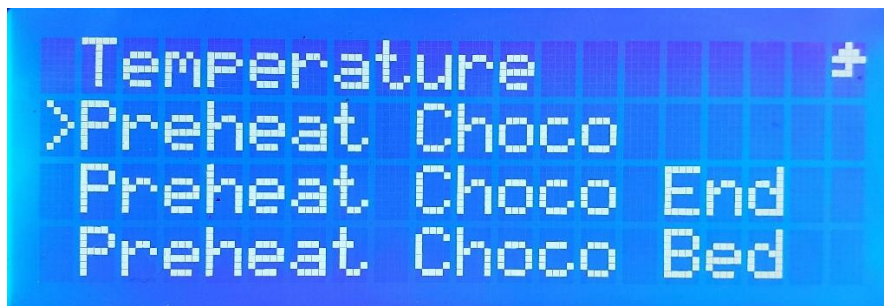 Temperature
>Preheat Choco
Preheat Choco End
Preheat Choco Bed